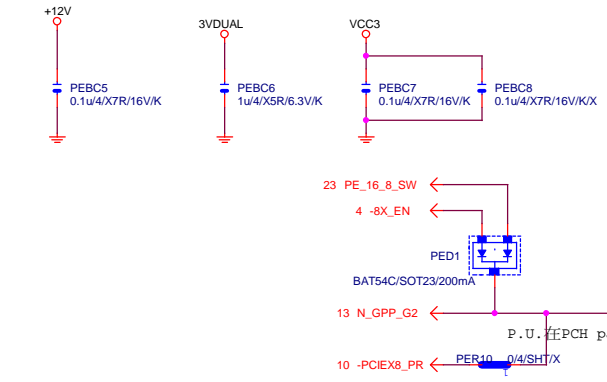 +12V
3VDUAL
VCC3
PEBC5
0.1u/4/X7R/16V/K
PEBC6
1u/4/X5R/6.3V/K
PEBC7
0.1u/4/X7R/16V/K
PEBC8
0.1u/4/X7R/16V/K/X
23 PE_16_8_SW
4 -8X_EN
PED1
BAT54C/SOT23/200mA
13 N_GPP_G2
P.U.在PCH pa
10 -PCIEX8_PR
PER10 0/4/SHT/X